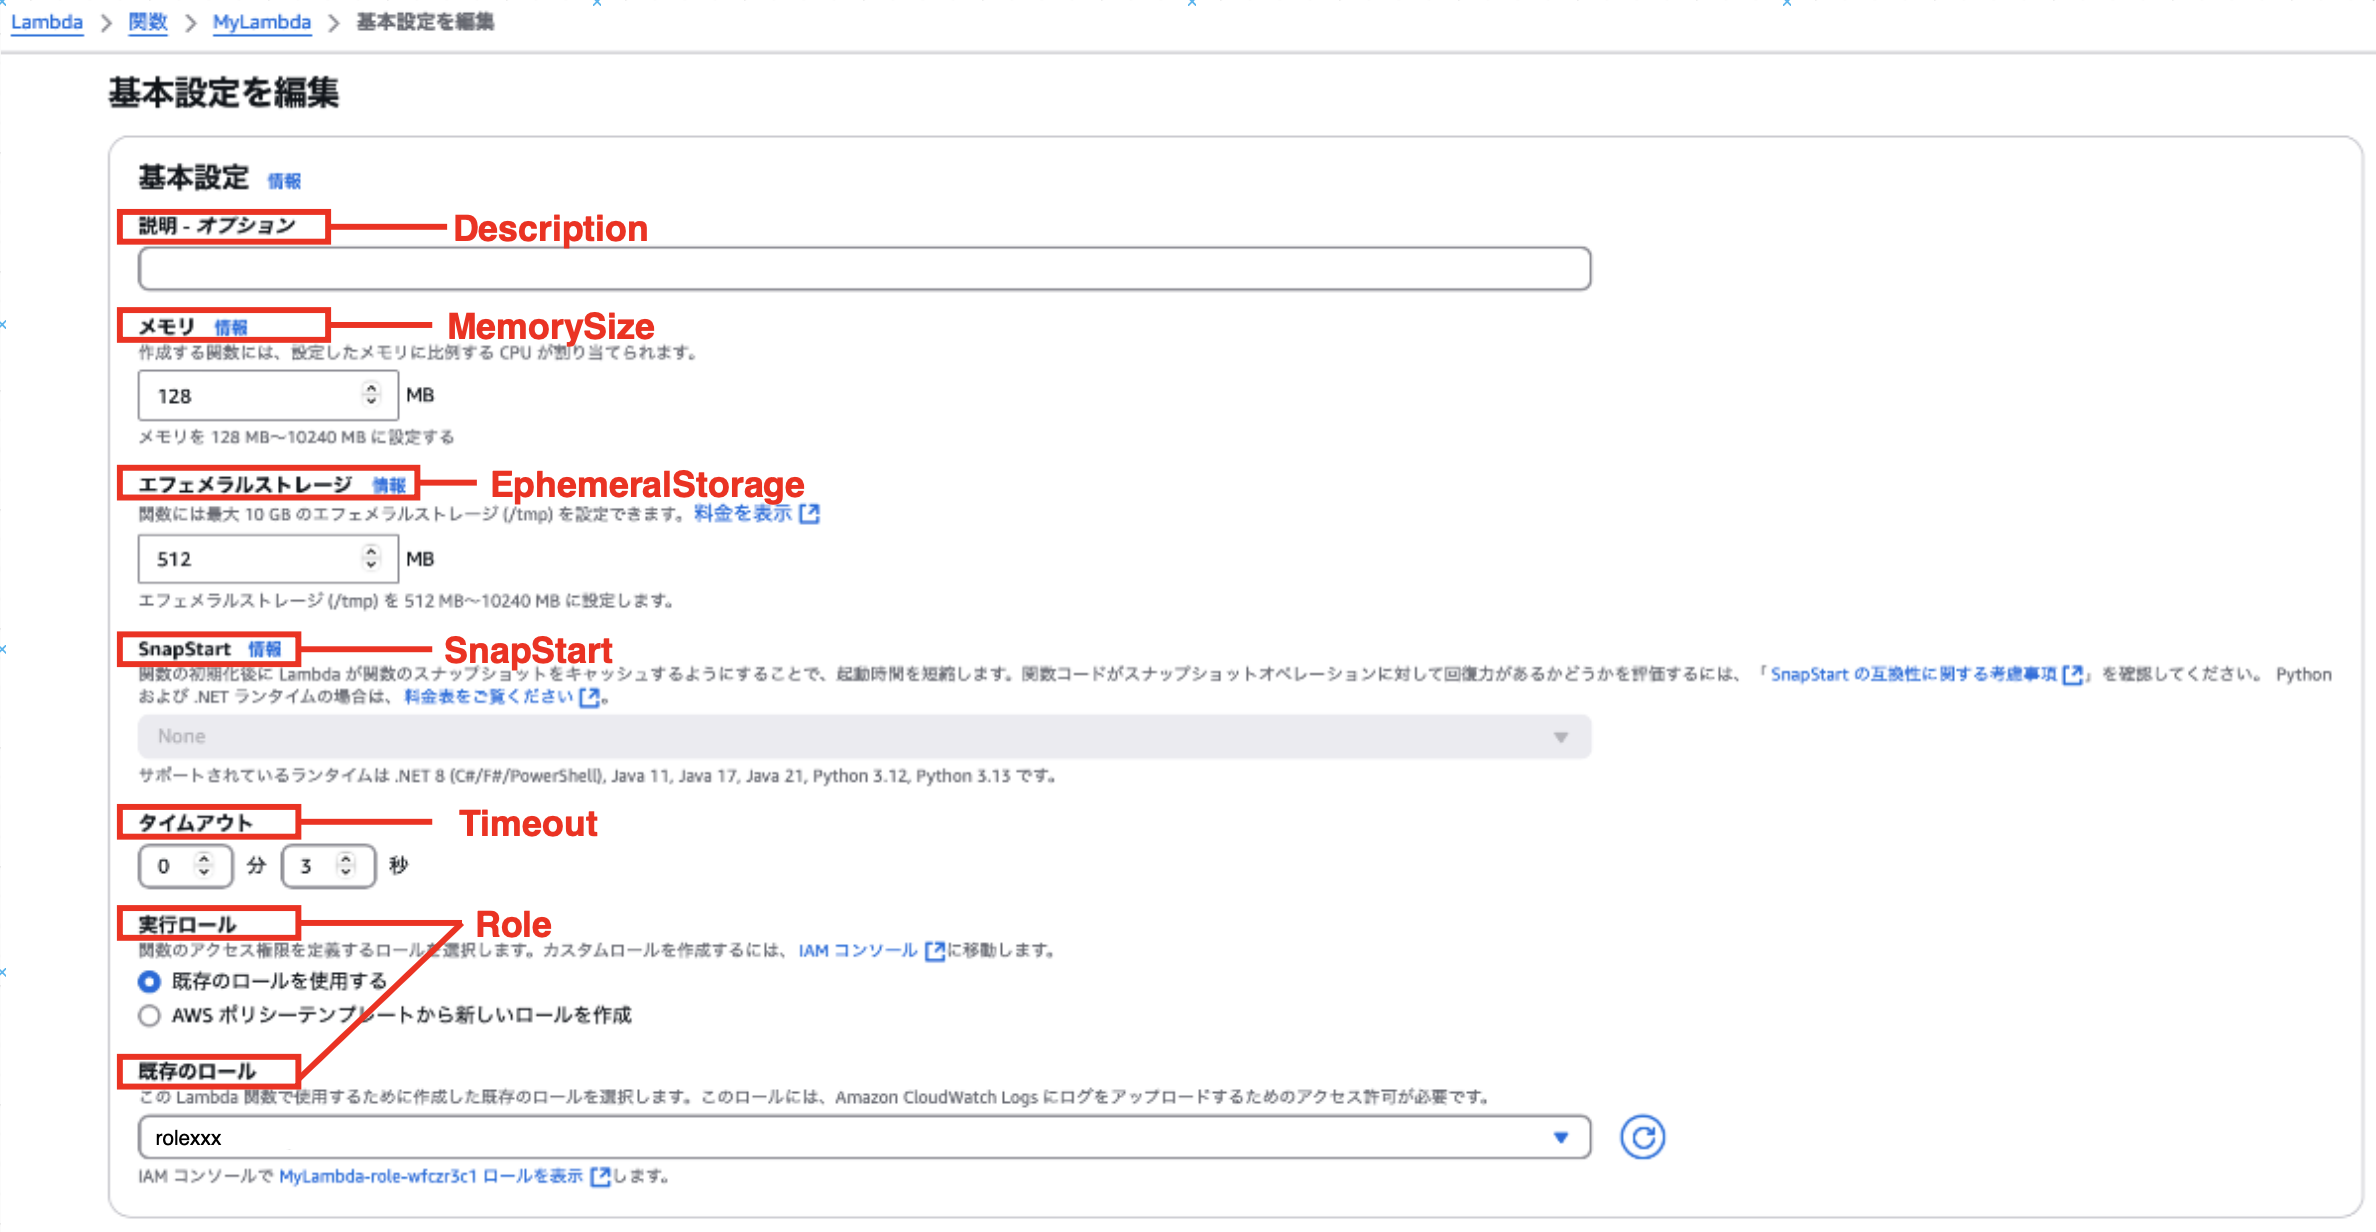 Lambda > 関数 > MyLambda > 基本設定を編集
基本設定を編集
基本設定 情報
説明 - オプション Description
メモリ 情報 MemorySize
作成する関数には、設定したメモリに比例する CPU が割り当てられます。
128 MB
メモリを 128 MB～10240 MB に設定する
エフェメラルストレージ 情報 EphemeralStorage
関数には最大 10 GB のエフェメラルストレージ (/tmp) を設定できます。料金を表示
512 MB
エフェメラルストレージ (/tmp) を 512 MB～10240 MB に設定します。
SnapStart 情報 SnapStart
関数の初期化後に Lambda が関数のスナップショットをキャッシュするようにすることで、起動時間を短縮します。関数コードがスナップショットオペレーションに対して回復力があるかどうかを評価するには、「SnapStart の互換性に関する考慮事項」を確認してください。 Python
および .NET ランタイムの場合は、料金表をご覧ください。
None
サポートされているランタイムは .NET 8 (C#/F#/PowerShell), Java 11, Java 17, Java 21, Python 3.12, Python 3.13 です。
タイムアウト Timeout
0 分 3 秒
実行ロール Role
関数のアクセス権限を定義するロールを選択します。カスタムロールを作成するには、IAM コンソールに移動します。
既存のロールを使用する
AWS ポリシーテンプレートから新しいロールを作成
既存のロール
この Lambda 関数で使用するために作成した既存のロールを選択します。このロールには、Amazon CloudWatch Logs にログをアップロードするためのアクセス許可が必要です。
rolexxx
IAM コンソールで MyLambda-role-wfczr3c1 ロールを表示します。